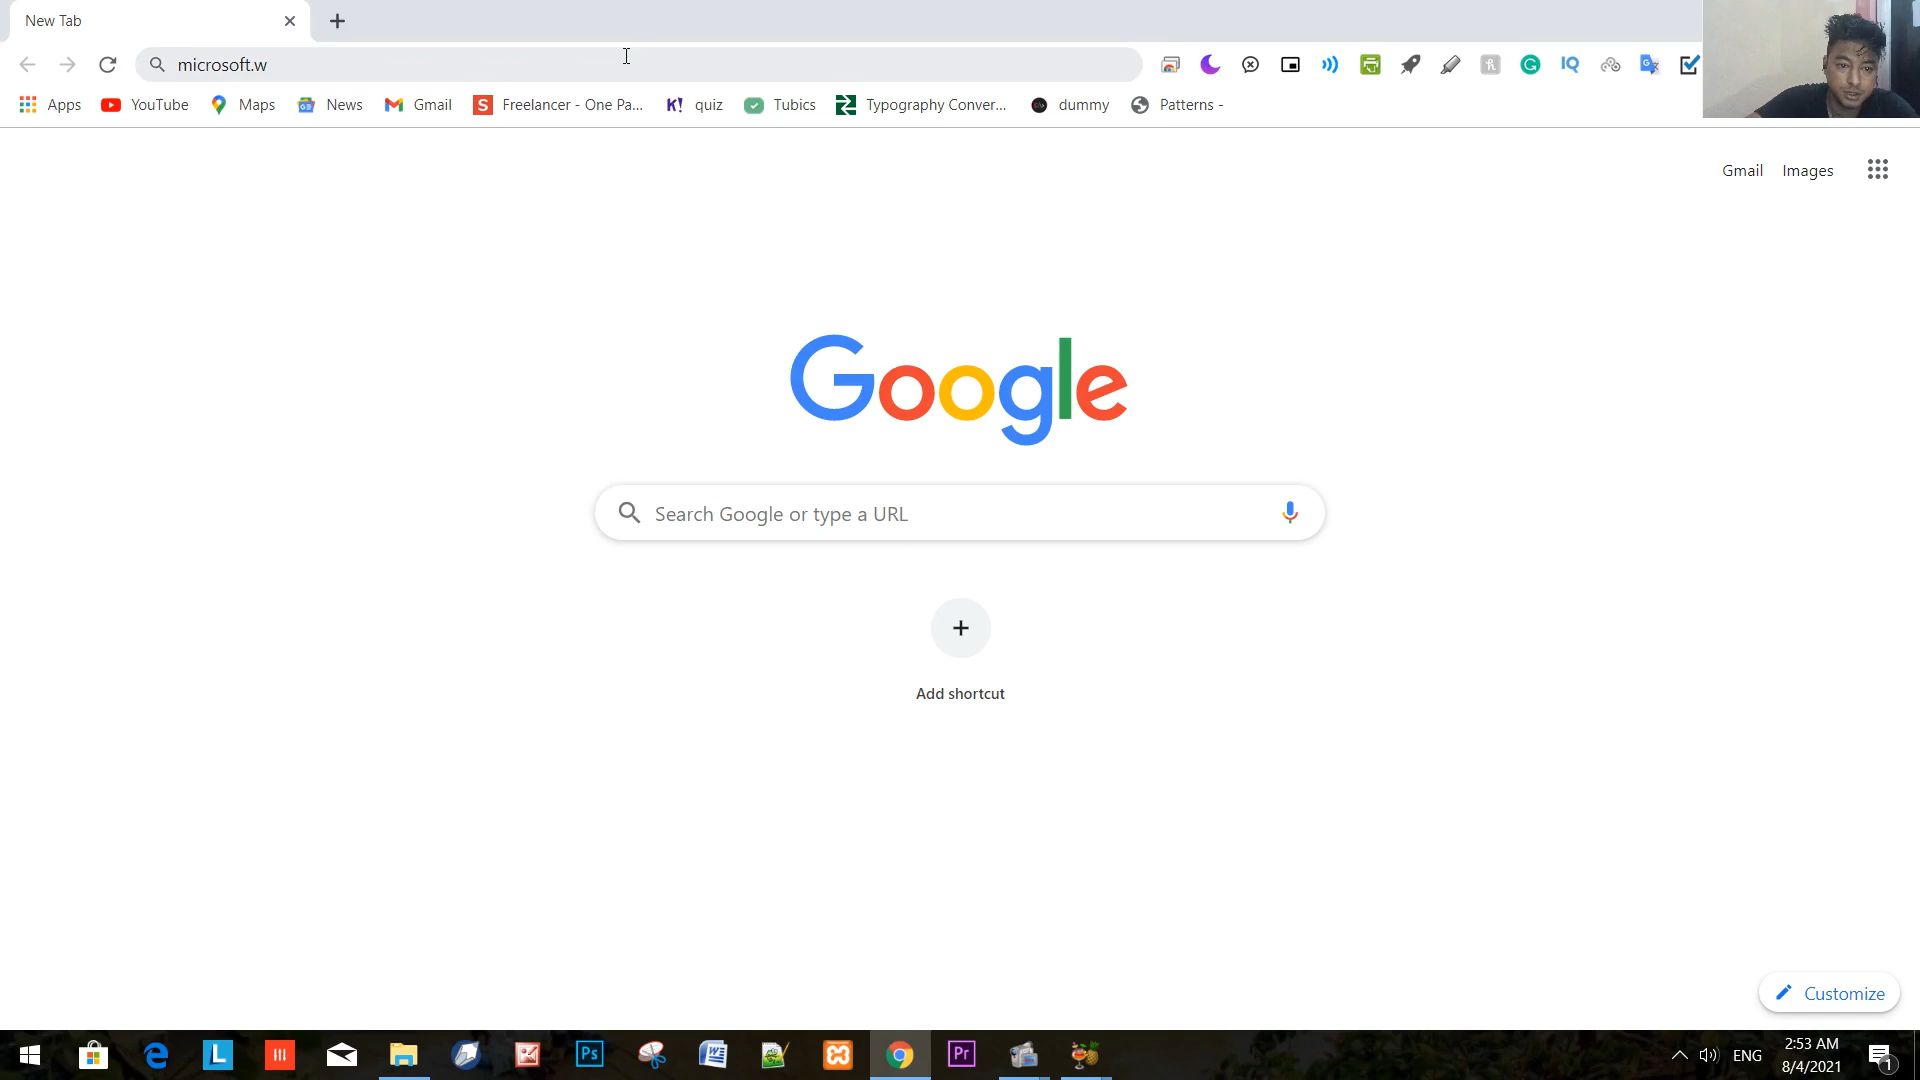 New Tab
microsoft.w
Apps YouTube Maps News Gmail Freelancer - One Pa... K! quiz Tubics Typography Conver... dummy Patterns -
Gmail Images
Google
Search Google or type a URL
Add shortcut
Customize
ENG
2:53 AM
8/4/2021
1